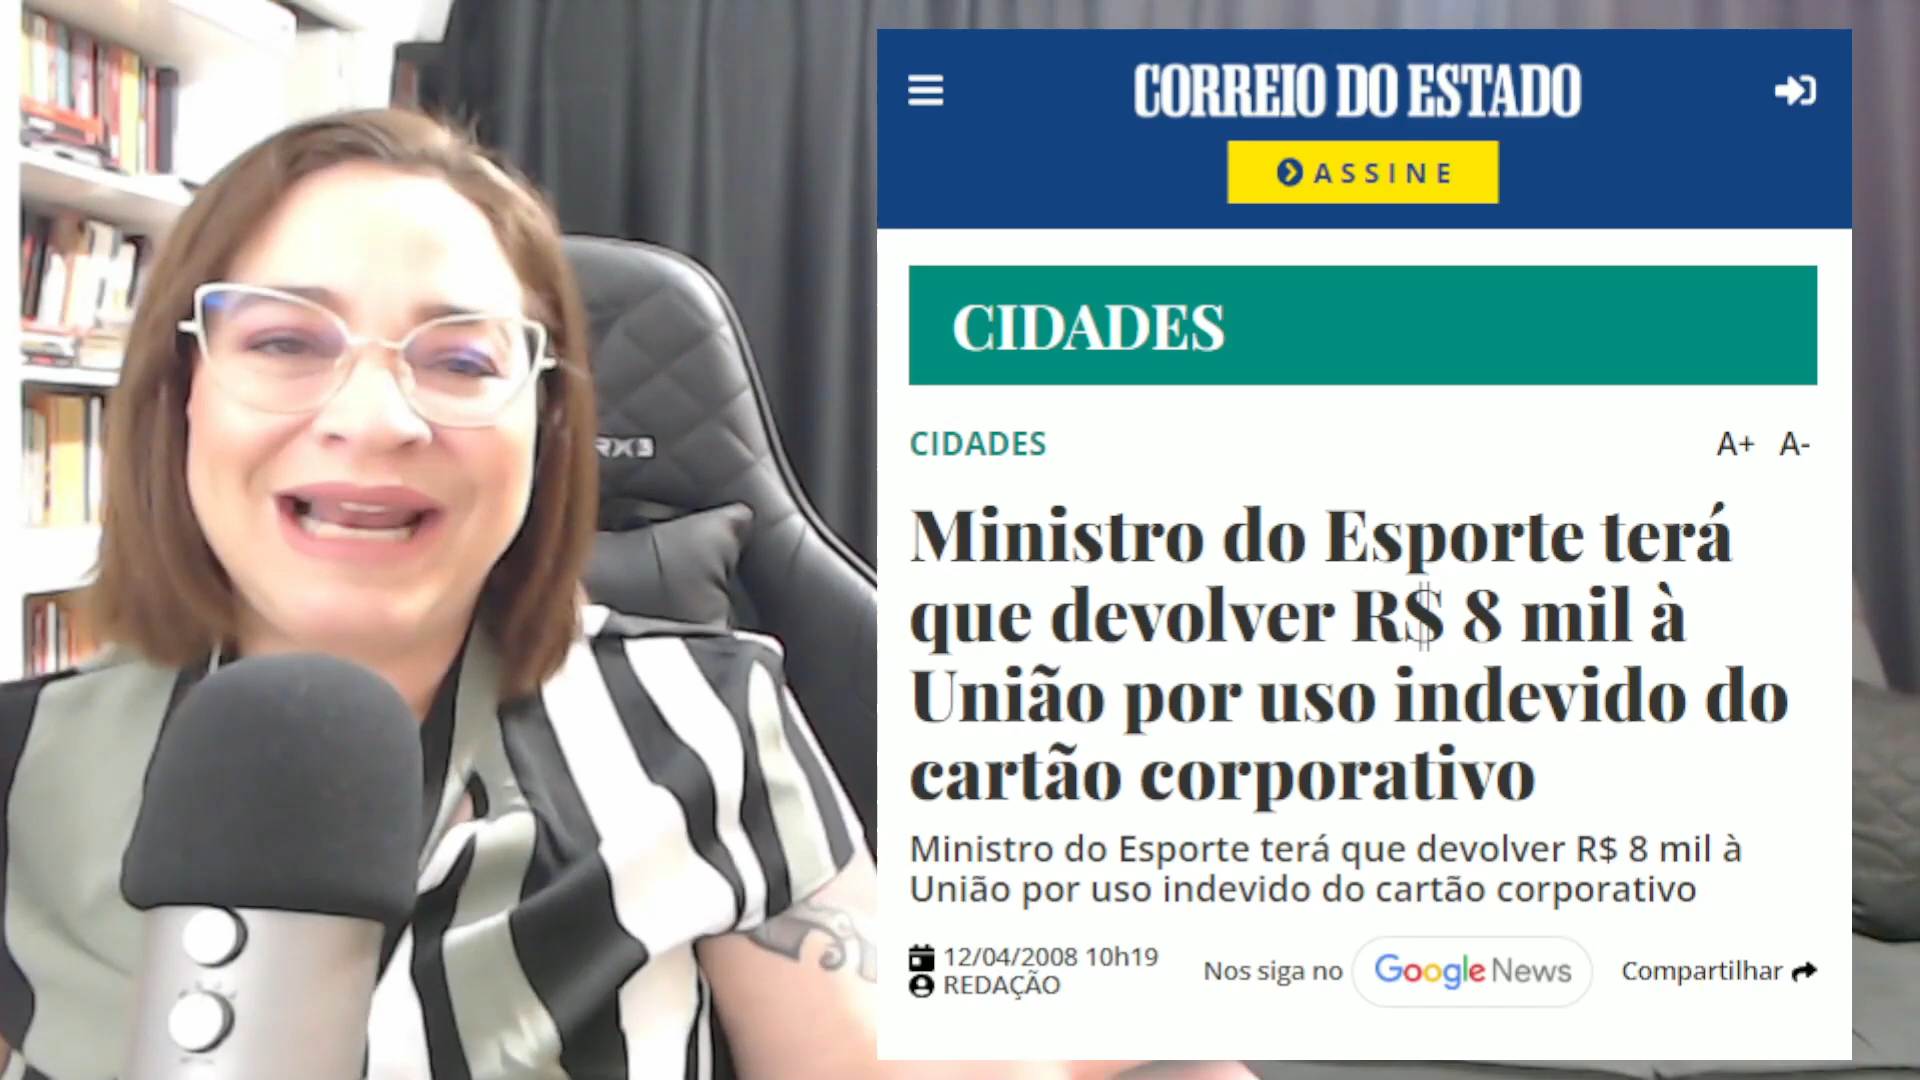 CORREIO DO ESTADO
ASSINE
CIDADES
CIDADES
A+ A-
Ministro do Esporte terá
que devolver R$ 8 mil à
União por uso indevido do
cartão corporativo
Ministro do Esporte terá que devolver R$ 8 mil à
União por uso indevido do cartão corporativo
12/04/2008 10h19
REDAÇÃO
Nos siga no Google News
Compartilhar
RX3